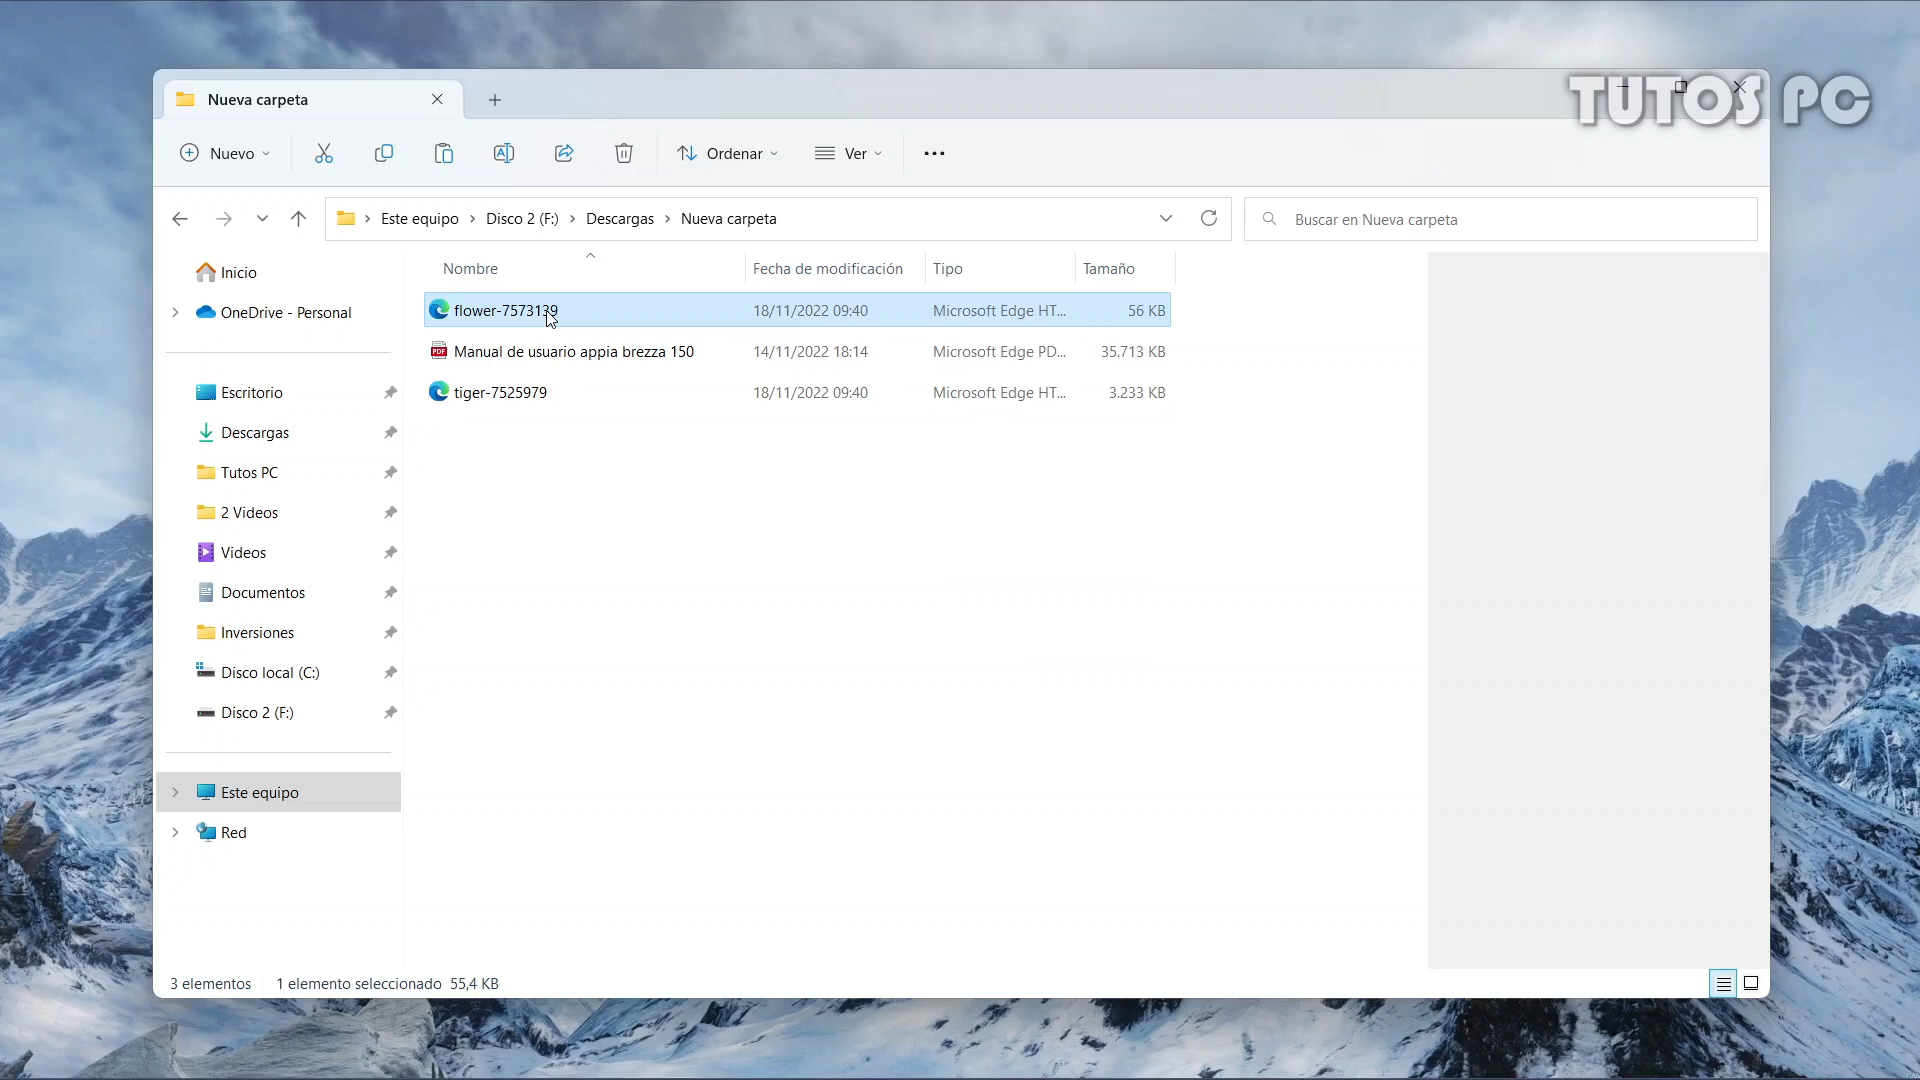 Nueva carpeta
TUTOS PC
Nuevo
Ordenar
Ver
Este equipo
Disco 2 (F:)
Descargas
Nueva carpeta
Buscar en Nueva carpeta
Inicio
OneDrive - Personal
Escritorio
Descargas
Tutos PC
2 Videos
Videos
Documentos
Inversiones
Disco local (C:)
Disco 2 (F:)
Este equipo
Red
Nombre Fecha de modificación Tipo Tamaño
flower-7573139 18/11/2022 09:40 Microsoft Edge HT... 56 KB
PDF Manual de usuario appia brezza 150 14/11/2022 18:14 Microsoft Edge PD... 35.713 KB
tiger-7525979 18/11/2022 09:40 Microsoft Edge HT... 3.233 KB
3 elementos 1 elemento seleccionado 55,4 KB